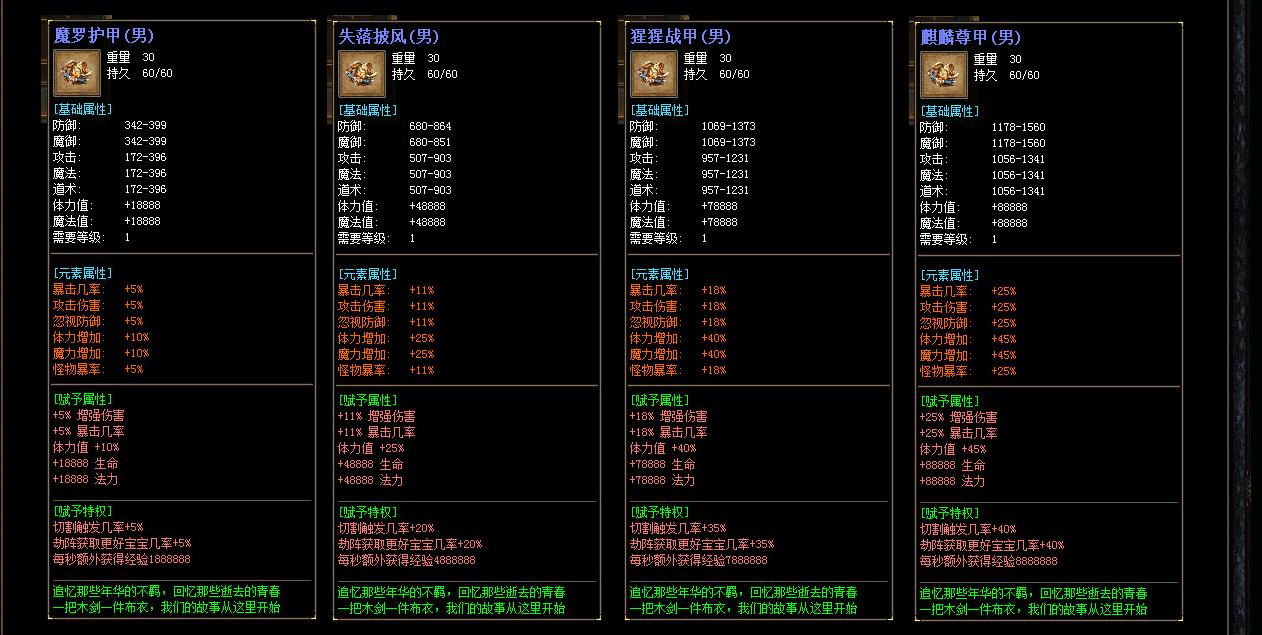 魔罗护甲(男)
重量 30
持久 60/60
[基础属性]
防御: 342-399
魔御: 342-399
攻击: 172-396
魔法: 172-396
道术: 172-396
体力值: +18888
魔法值: +18888
需要等级: 1
[元素属性]
暴击几率: +5%
攻击伤害: +5%
忽视防御: +5%
体力增加: +10%
魔力增加: +10%
怪物暴率: +5%
[赋予属性]
+5% 增强伤害
+5% 暴击几率
体力值 +10%
+18888 生命
+18888 法力
[赋予特权]
切割触发几率+5%
劫阵获取更好宝宝几率+5%
每秒额外获得经验1888888
追忆那些年华的不羁，回忆那些逝去的青春
一把木剑一件布衣，我们的故事从这里开始
失落披风(男)
重量 30
持久 60/60
[基础属性]
防御: 680-864
魔御: 680-851
攻击: 507-903
魔法: 507-903
道术: 507-903
体力值: +48888
魔法值: +48888
需要等级: 1
[元素属性]
暴击几率: +11%
攻击伤害: +11%
忽视防御: +11%
体力增加: +25%
魔力增加: +25%
怪物暴率: +11%
[赋予属性]
+11% 增强伤害
+11% 暴击几率
体力值 +25%
+48888 生命
+48888 法力
[赋予特权]
切割触发几率+20%
劫阵获取更好宝宝几率+20%
每秒额外获得经验4888888
追忆那些年华的不羁，回忆那些逝去的青春
一把木剑一件布衣，我们的故事从这里开始
猩猩战甲(男)
重量 30
持久 60/60
[基础属性]
防御: 1069-1373
魔御: 1069-1373
攻击: 957-1231
魔法: 957-1231
道术: 957-1231
体力值: +78888
魔法值: +78888
需要等级: 1
[元素属性]
暴击几率: +18%
攻击伤害: +18%
忽视防御: +18%
体力增加: +40%
魔力增加: +40%
怪物暴率: +18%
[赋予属性]
+18% 增强伤害
+18% 暴击几率
体力值 +40%
+78888 生命
+78888 法力
[赋予特权]
切割触发几率+35%
劫阵获取更好宝宝几率+35%
每秒额外获得经验7888888
追忆那些年华的不羁，回忆那些逝去的青春
一把木剑一件布衣，我们的故事从这里开始
麒麟尊甲(男)
重量 30
持久 60/60
[基础属性]
防御: 1178-1560
魔御: 1178-1560
攻击: 1056-1341
魔法: 1056-1341
道术: 1056-1341
体力值: +88888
魔法值: +88888
需要等级: 1
[元素属性]
暴击几率: +25%
攻击伤害: +25%
忽视防御: +25%
体力增加: +45%
魔力增加: +45%
怪物暴率: +25%
[赋予属性]
+25% 增强伤害
+25% 暴击几率
体力值 +45%
+88888 生命
+88888 法力
[赋予特权]
切割触发几率+40%
劫阵获取更好宝宝几率+40%
每秒额外获得经验8888888
追忆那些年华的不羁，回忆那些逝去的青春
一把木剑一件布衣，我们的故事从这里开始